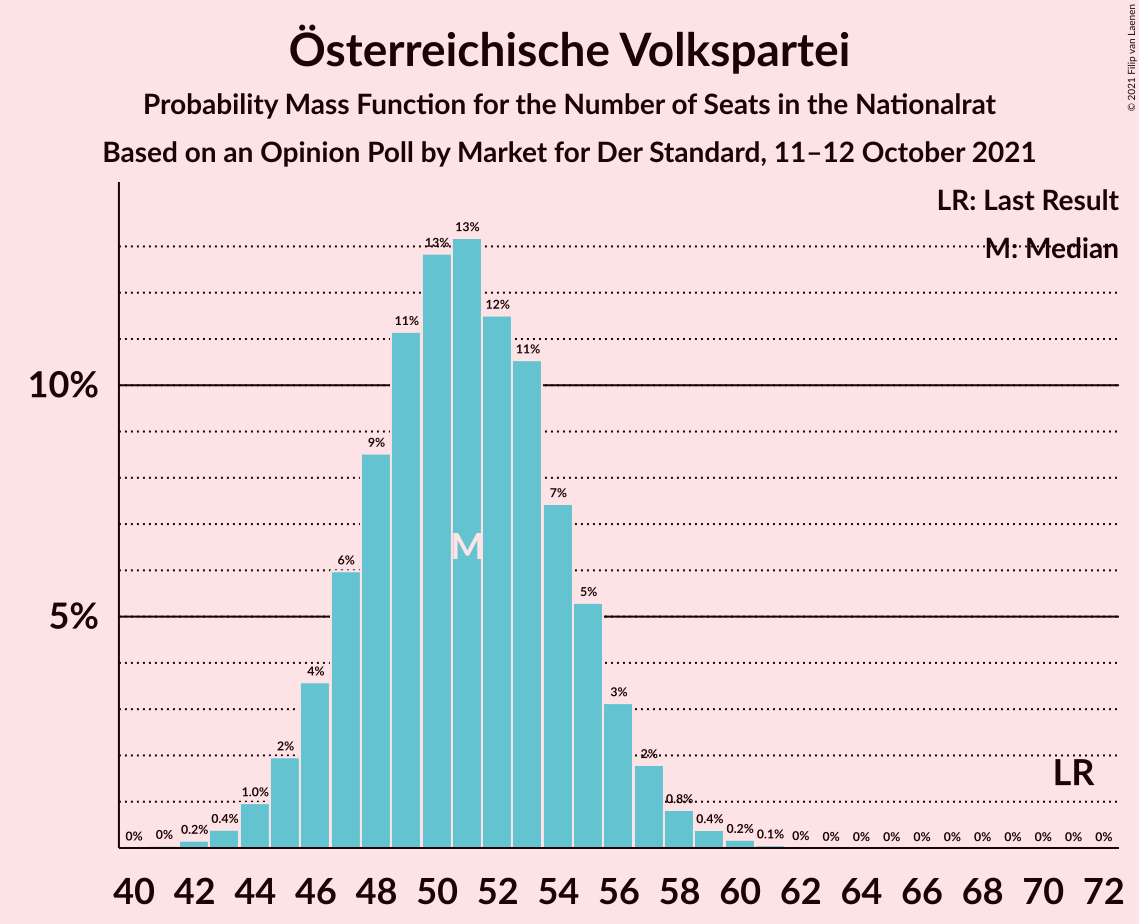 Österreichische Volkspartei
Probability Mass Function for the Number of Seats in the Nationalrat
Based on an Opinion Poll by Market for Der Standard, 11–12 October 2021
© 2021 Filip van Laenen
LR: Last Result
M: Median
10%
5%
0% 0% 0.2% 0.4% 1.0% 2% 4% 6% 9% 11% 13% 13% 12% 11% 7% 5% 3% 2% 0.8% 0.4% 0.2% 0.1% 0% 0% 0% 0% 0% 0% 0% 0% 0% 0% 0%
M
LR
40 42 44 46 48 50 52 54 56 58 60 62 64 66 68 70 72